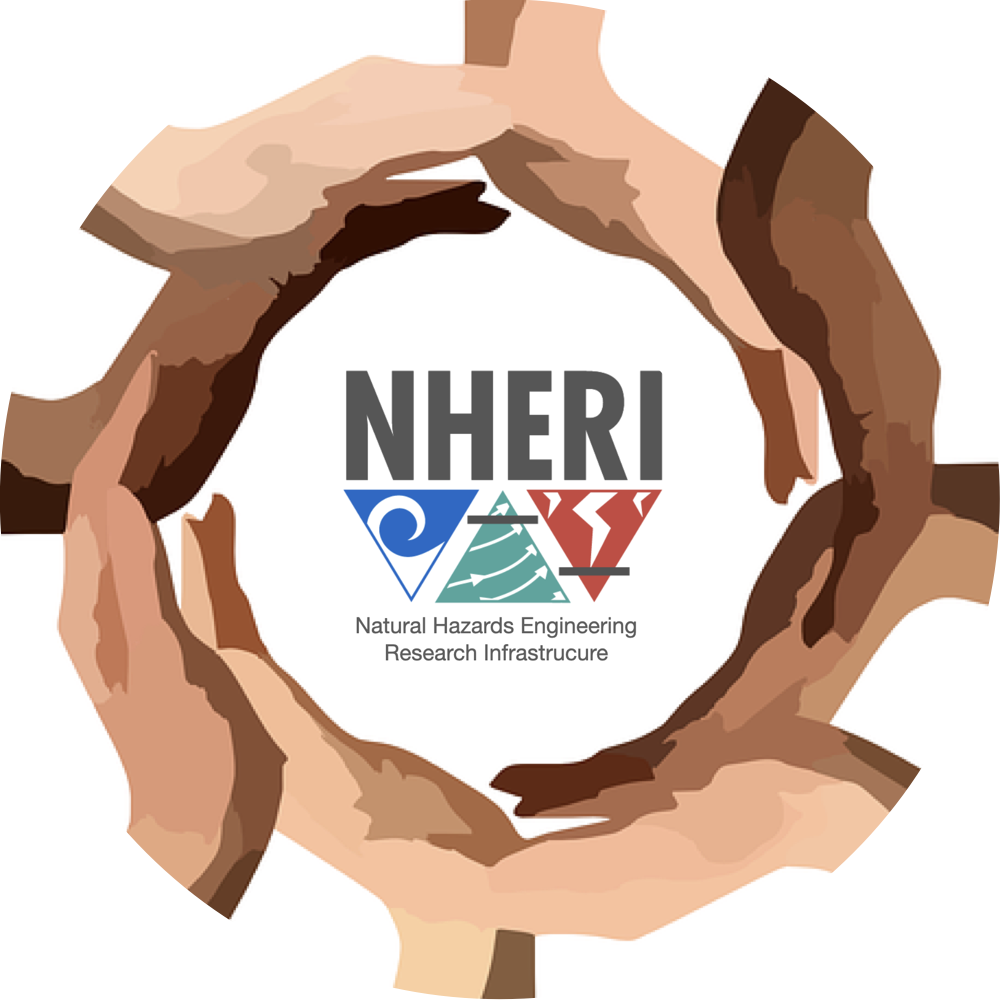 NHERI
Natural Hazards Engineering
Research Infrastrucure